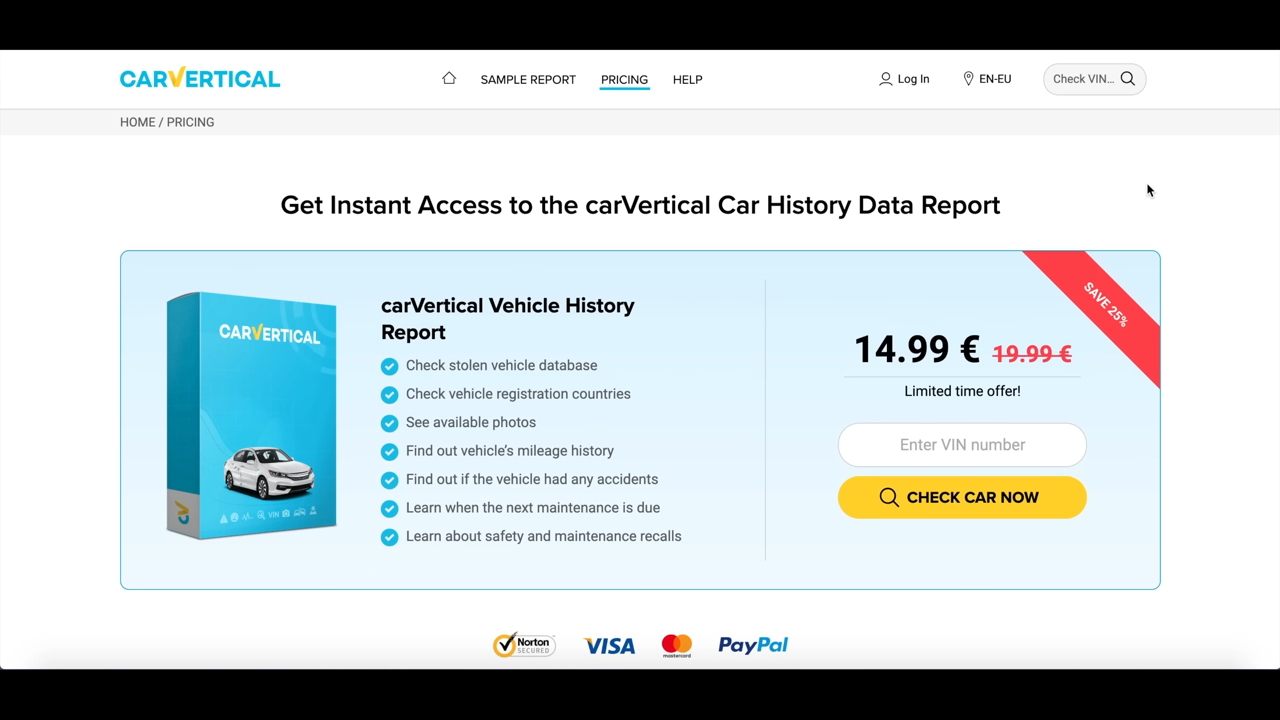 CARVERTICAL
SAMPLE REPORT
PRICING
HELP
Log In
EN-EU
Check VIN...
HOME / PRICING
Get Instant Access to the carVertical Car History Data Report
CARVERTICAL
VIN
carVertical Vehicle History
Report
Check stolen vehicle database
Check vehicle registration countries
See available photos
Find out vehicle’s mileage history
Find out if the vehicle had any accidents
Learn when the next maintenance is due
Learn about safety and maintenance recalls
SAVE 25%
14.99 € 19.99 €
Limited time offer!
Enter VIN number
CHECK CAR NOW
Norton
SECURED
VISA
mastercard
PayPal